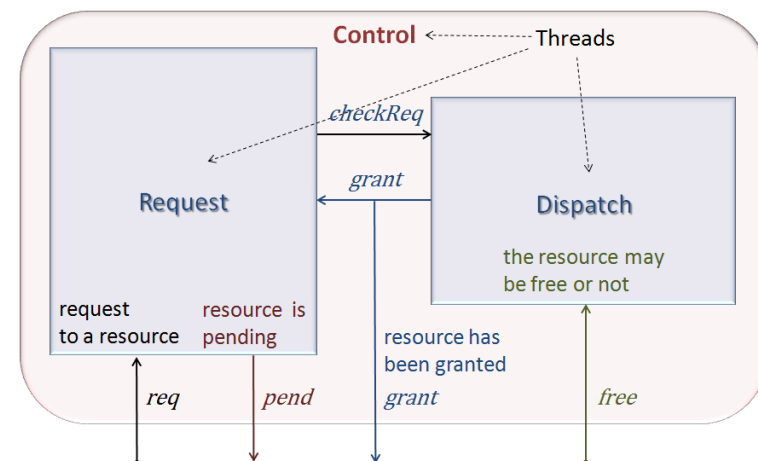 Control
Threads
checkReq
grant
Request
Dispatch
the resource may
be free or not
request
to a resource
resource is
pending
resource has
been granted
req
pend
grant
free